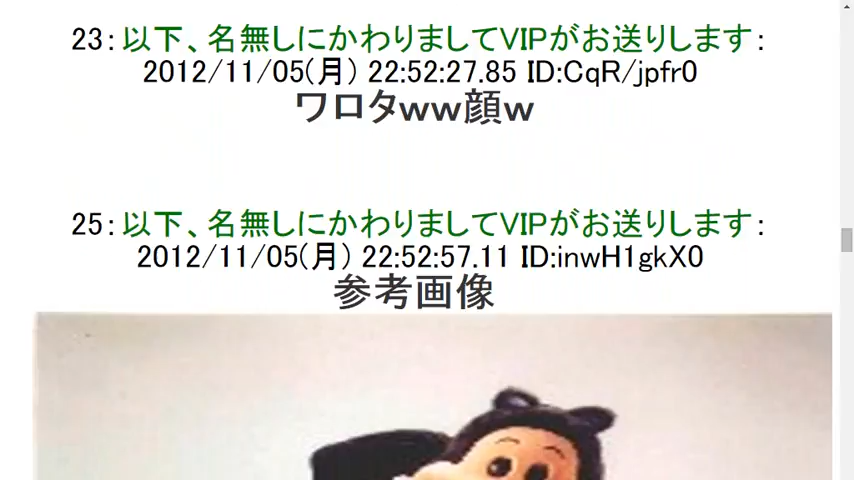 23：以下、名無しにかわりましてVIPがお送りします：
2012/11/05(月) 22:52:27.85 ID:CqR/jpfr0
ワロタww顔w
25：以下、名無しにかわりましてVIPがお送りします：
2012/11/05(月) 22:52:57.11 ID:inwH1gkX0
参考画像